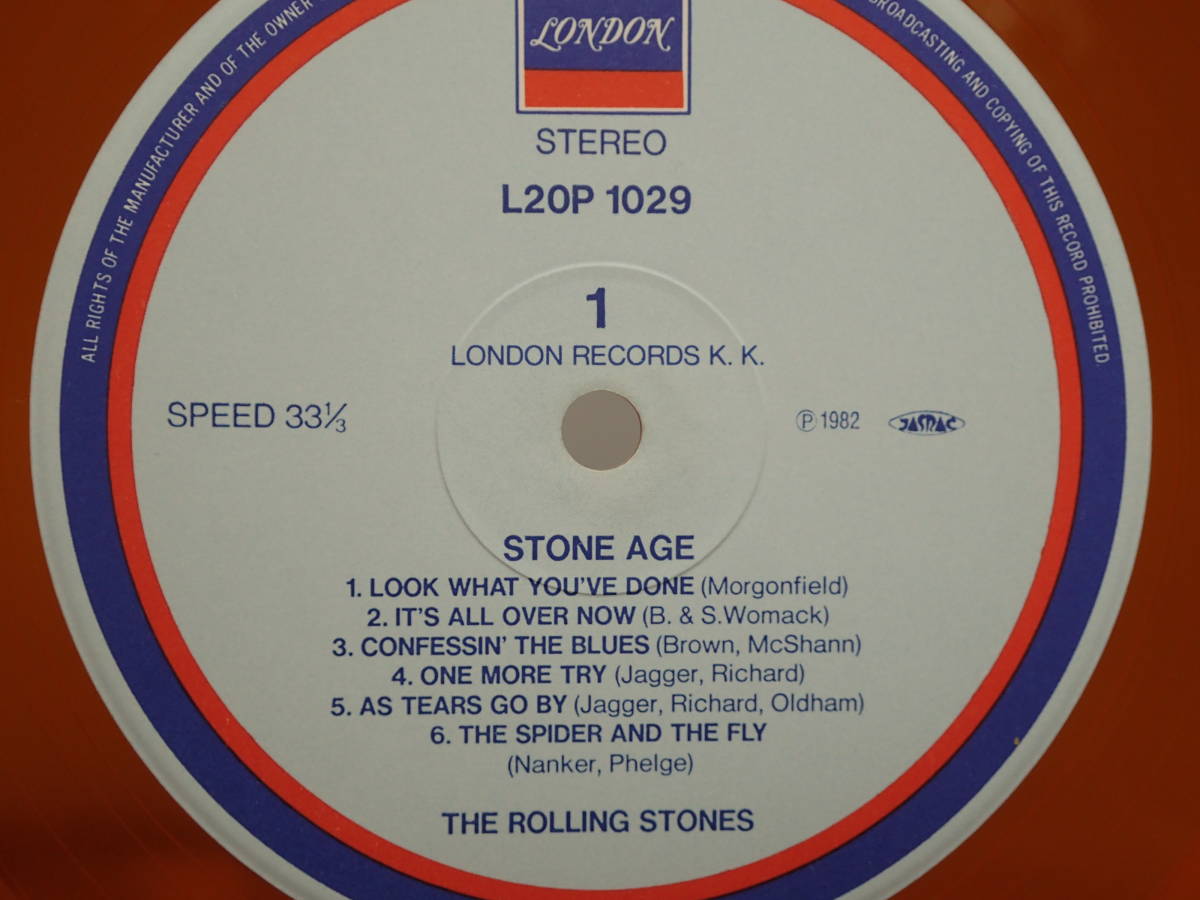 LONDON
ALL RIGHTS OF THE MANUFACTURER AND OF THE OWNER
BROADCASTING AND COPYING OF THIS RECORD PROHIBITED.
STEREO
L20P 1029
1
LONDON RECORDS K. K.
SPEED 33⅓
Ⓟ 1982 JASRAC
STONE AGE
1. LOOK WHAT YOU'VE DONE (Morgonfield)
2. IT'S ALL OVER NOW (B. & S.Womack)
3. CONFESSIN' THE BLUES (Brown, McShann)
4. ONE MORE TRY (Jagger, Richard)
5. AS TEARS GO BY (Jagger, Richard, Oldham)
6. THE SPIDER AND THE FLY
(Nanker, Phelge)
THE ROLLING STONES